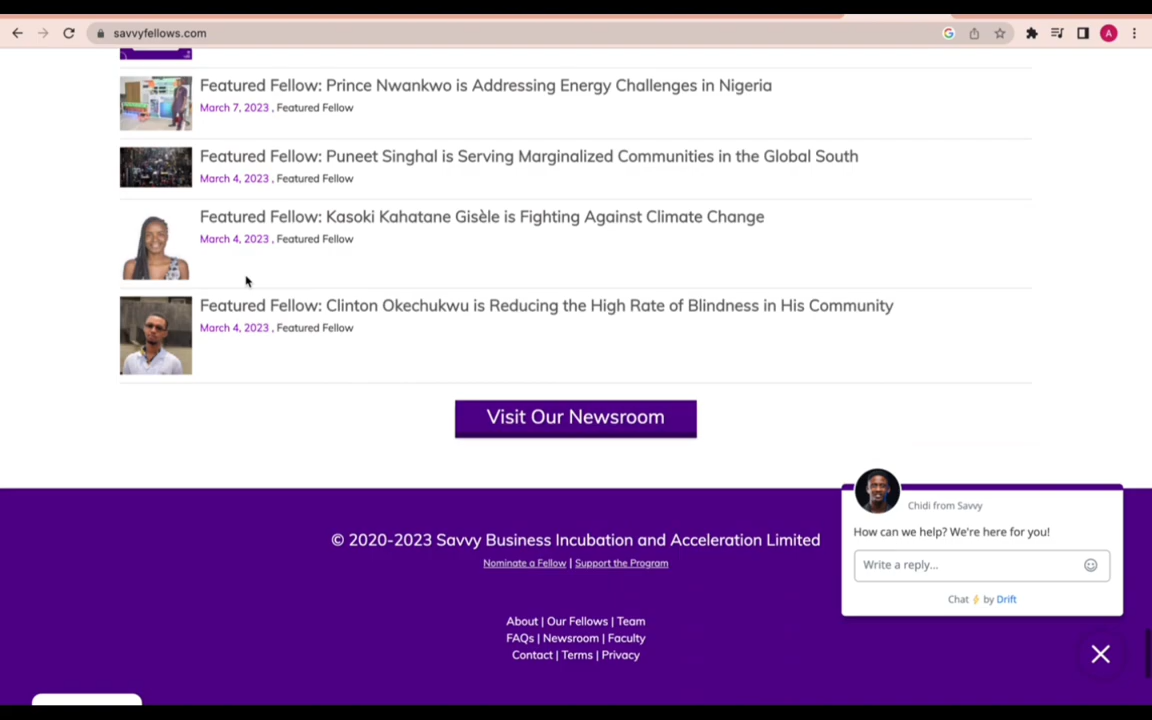 savvyfellows.com
A
Featured Fellow: Prince Nwankwo is Addressing Energy Challenges in Nigeria
March 7, 2023 , Featured Fellow
Featured Fellow: Puneet Singhal is Serving Marginalized Communities in the Global South
March 4, 2023 , Featured Fellow
Featured Fellow: Kasoki Kahatane Gisèle is Fighting Against Climate Change
March 4, 2023 , Featured Fellow
Featured Fellow: Clinton Okechukwu is Reducing the High Rate of Blindness in His Community
March 4, 2023 , Featured Fellow
Visit Our Newsroom
Chidi from Savvy
How can we help? We're here for you!
Write a reply...
Chat ⚡ by Drift
© 2020-2023 Savvy Business Incubation and Acceleration Limited
Nominate a Fellow | Support the Program
About | Our Fellows | Team
FAQs | Newsroom | Faculty
Contact | Terms | Privacy